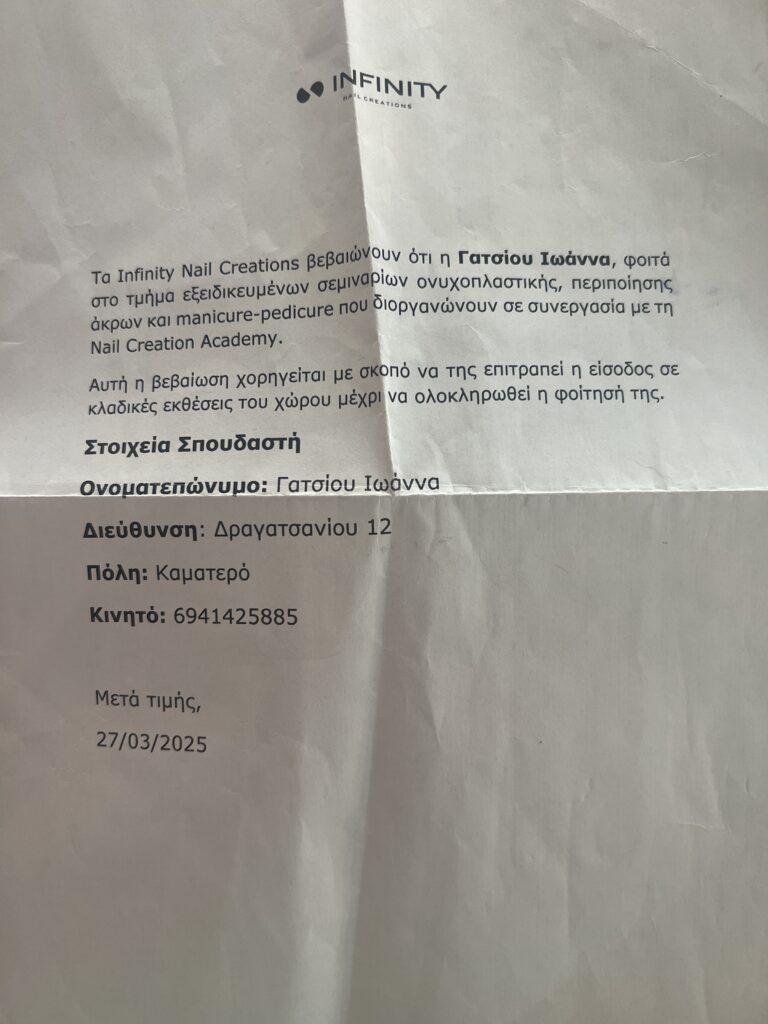 INFINITY
NAIL CREATIONS
Τα Infinity Nail Creations βεβαιώνουν ότι η Γατσίου Ιωάννα, φοιτά
στο τμήμα εξειδικευμένων σεμιναρίων ονυχοπλαστικής, περιποίησης
άκρων και manicure-pedicure που διοργανώνουν σε συνεργασία με τη
Nail Creation Academy.
Αυτή η βεβαίωση χορηγείται με σκοπό να της επιτραπεί η είσοδος σε
κλαδικές εκθέσεις του χώρου μέχρι να ολοκληρωθεί η φοίτησή της.
Στοιχεία Σπουδαστή
Ονοματεπώνυμο: Γατσίου Ιωάννα
Διεύθυνση: Δραγατσανίου 12
Πόλη: Καματερό
Κινητό: 6941425885
Μετά τιμής,
27/03/2025